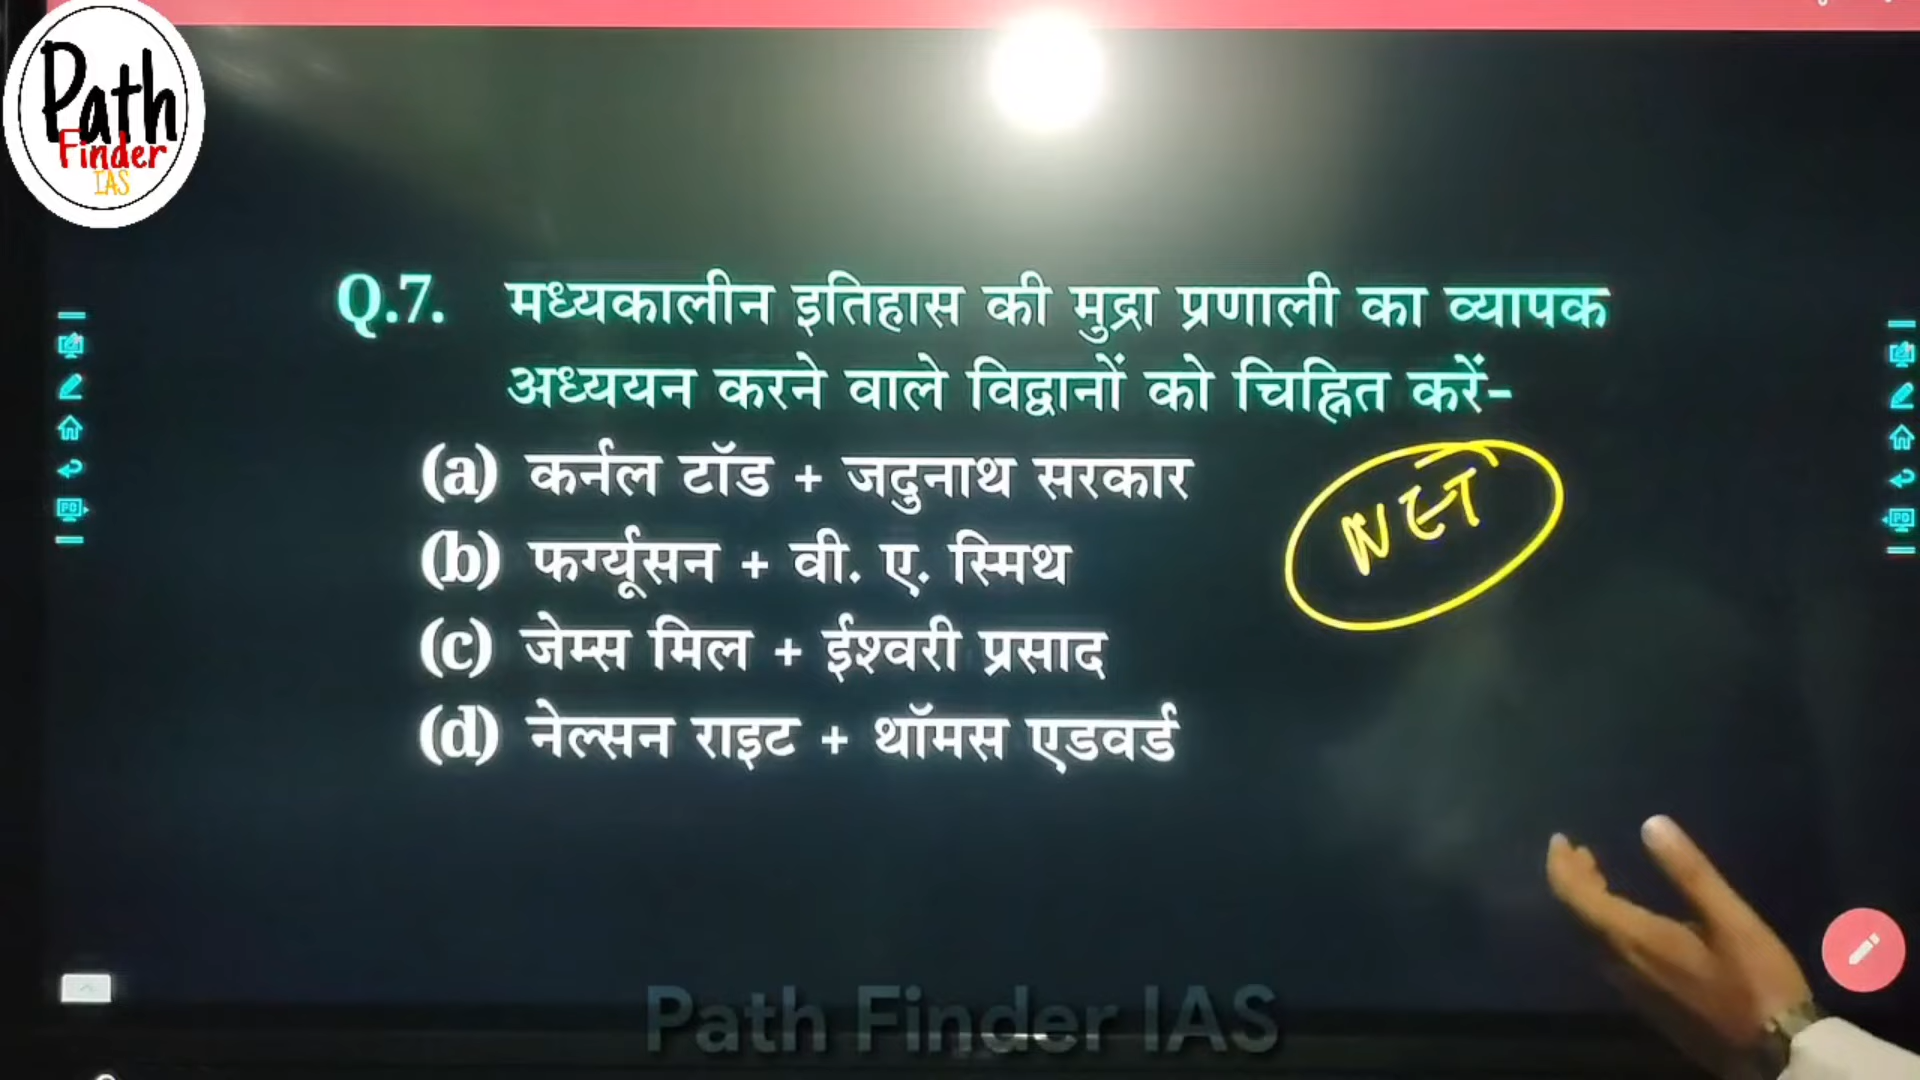 Path
Finder
IAS
Q.7. मध्यकालीन इतिहास की मुद्रा प्रणाली का व्यापक
अध्ययन करने वाले विद्वानों को चिह्नित करें-
(a) कर्नल टॉड + जदुनाथ सरकार
(b) फर्ग्यूसन + वी. ए. स्मिथ
(c) जेम्स मिल + ईश्वरी प्रसाद
(d) नेल्सन राइट + थॉमस एडवर्ड
NET
Path Finder IAS